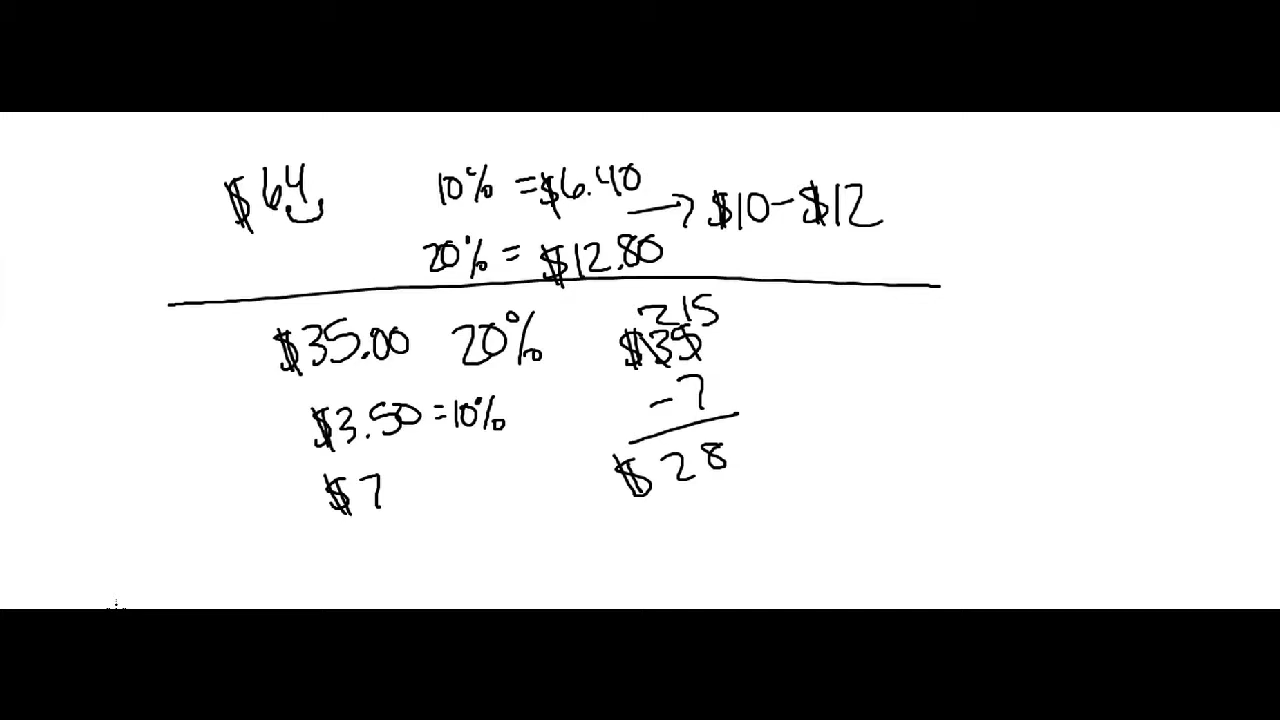 $64 10% = $6.40
→ $10 - $12
20% = $12.80
$35.00 20%
2 15
$35
$3.50 = 10%
- 7
$7
$28